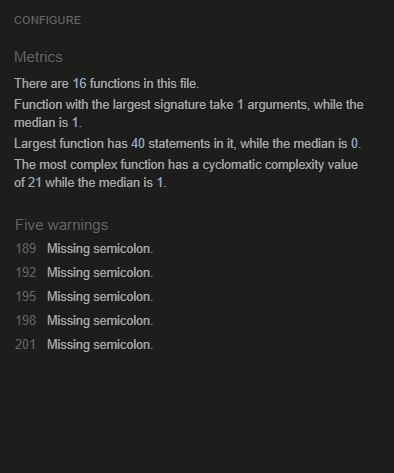 CONFIGURE
Metrics
There are 16 functions in this file.
Function with the largest signature take 1 arguments, while the
median is 1.
Largest function has 40 statements in it, while the median is 0.
The most complex function has a cyclomatic complexity value
of 21 while the median is 1.
Five warnings
189 Missing semicolon.
192 Missing semicolon.
195 Missing semicolon.
198 Missing semicolon.
201 Missing semicolon.